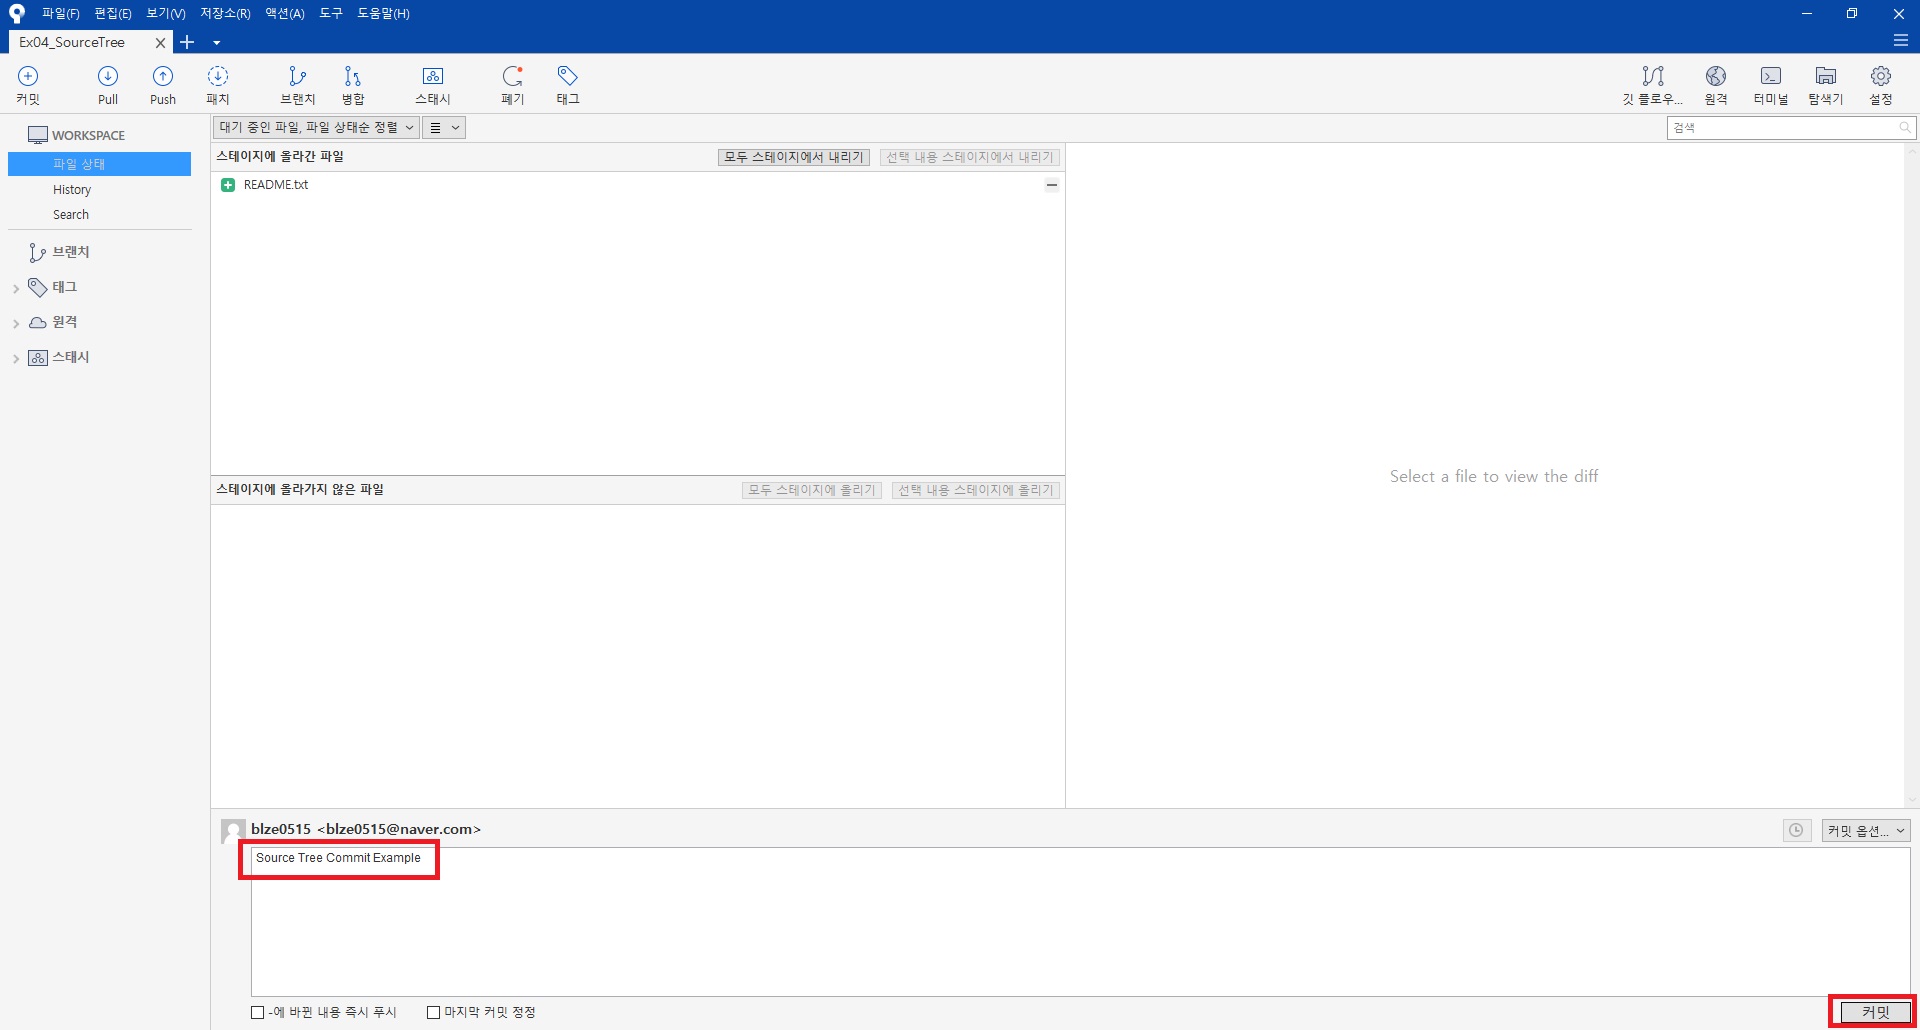 파일(F) 편집(E) 보기(V) 저장소(R) 액션(A) 도구 도움말(H)
Ex04_SourceTree
커밋 Pull Push 패치 브랜치 병합 스태시 폐기 태그 깃 플로우... 원격 터미널 탐색기 설정
WORKSPACE
파일 상태
History
Search
브랜치
태그
원격
스태시
대기 중인 파일, 파일 상태순 정렬
검색
스테이지에 올라간 파일 모두 스테이지에서 내리기 선택 내용 스테이지에서 내리기
README.txt
스테이지에 올라가지 않은 파일 모두 스테이지에 올리기 선택 내용 스테이지에 올리기
Select a file to view the diff
blze0515 <blze0515@naver.com>
커밋 옵션...
Source Tree Commit Example
-에 바뀐 내용 즉시 푸시 마지막 커밋 정정
커밋